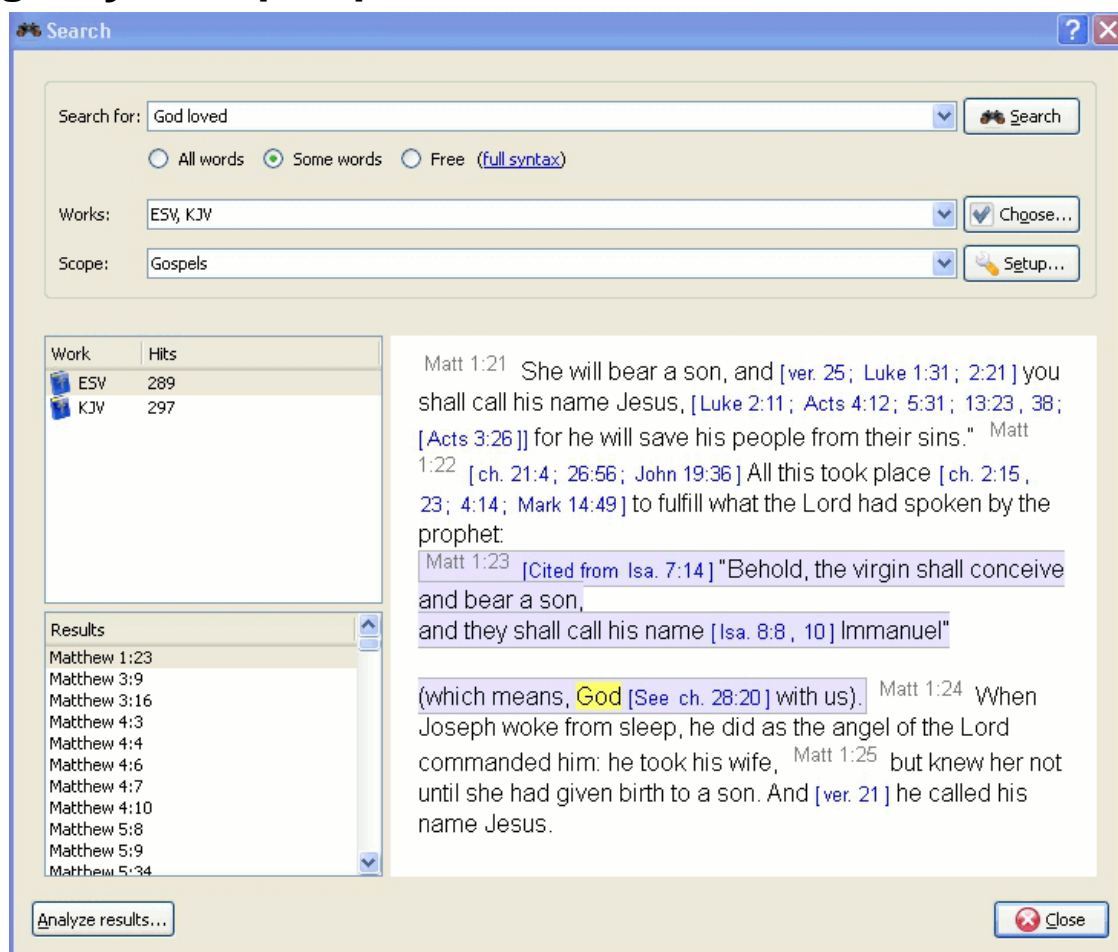 Search
Search for: God loved Search
All words Some words Free (full syntax)
Works: ESV, KJV Choose...
Scope: Gospels Setup...
Work Hits
ESV 289
KJV 297
Results
Matthew 1:23
Matthew 3:9
Matthew 3:16
Matthew 4:3
Matthew 4:4
Matthew 4:6
Matthew 4:7
Matthew 4:10
Matthew 5:8
Matthew 5:9
Matthew 5:34
Matt 1:21 She will bear a son, and [ver. 25; Luke 1:31; 2:21] you
shall call his name Jesus, [Luke 2:11; Acts 4:12; 5:31; 13:23, 38;
[Acts 3:26]] for he will save his people from their sins." Matt
1:22 [ch. 21:4; 26:56; John 19:36] All this took place [ch. 2:15,
23; 4:14; Mark 14:49] to fulfill what the Lord had spoken by the
prophet:
Matt 1:23 [Cited from Isa. 7:14] "Behold, the virgin shall conceive
and bear a son,
and they shall call his name [Isa. 8:8, 10] Immanuel"
(which means, God [See ch. 28:20] with us). Matt 1:24 When
Joseph woke from sleep, he did as the angel of the Lord
commanded him: he took his wife, Matt 1:25 but knew her not
until she had given birth to a son. And [ver. 21] he called his
name Jesus.
Analyze results... Close